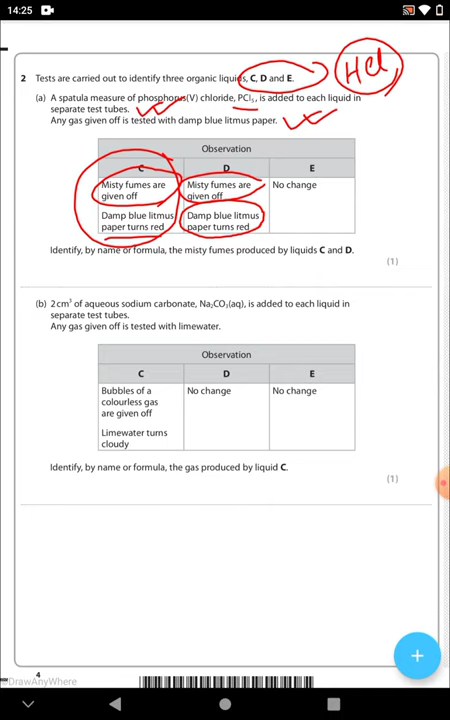 14:25
2 Tests are carried out to identify three organic liquids, C, D and E.
HCl
(a) A spatula measure of phosphorus(V) chloride, PCl₅, is added to each liquid in
separate test tubes.
Any gas given off is tested with damp blue litmus paper.
Observation
C D E
Misty fumes are given off Misty fumes are given off No change
Damp blue litmus paper turns red Damp blue litmus paper turns red
Identify, by name or formula, the misty fumes produced by liquids C and D.
(1)
(b) 2 cm³ of aqueous sodium carbonate, Na₂CO₃(aq), is added to each liquid in
separate test tubes.
Any gas given off is tested with limewater.
Observation
C D E
Bubbles of a colourless gas are given off No change No change
Limewater turns cloudy
Identify, by name or formula, the gas produced by liquid C.
(1)
4
©DrawAnyWhere
+